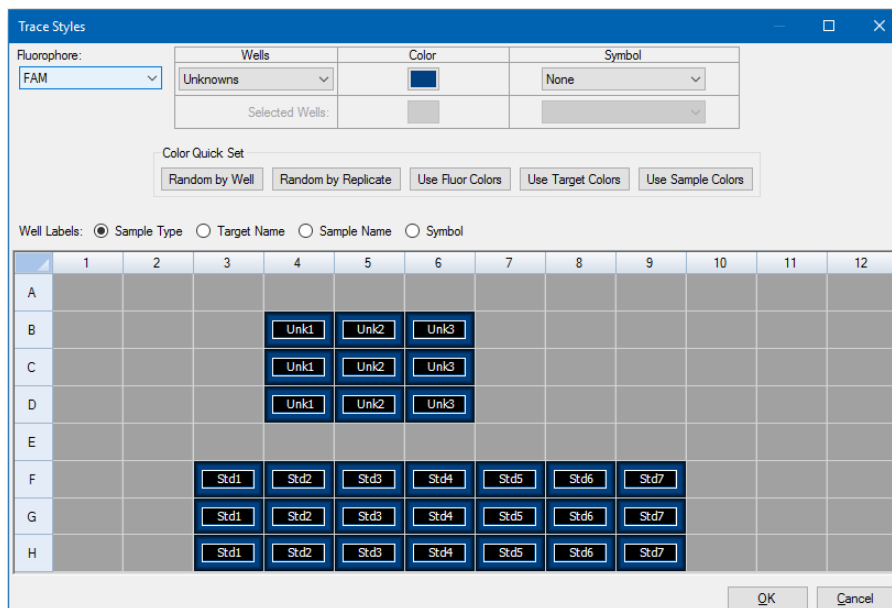 Trace Styles
Fluorophore:
FAM
Wells Color Symbol
Unknowns None
Selected Wells:
Color Quick Set
Random by Well Random by Replicate Use Fluor Colors Use Target Colors Use Sample Colors
Well Labels: Sample Type Target Name Sample Name Symbol
1 2 3 4 5 6 7 8 9 10 11 12
A
B Unk1 Unk2 Unk3
C Unk1 Unk2 Unk3
D Unk1 Unk2 Unk3
E
F Std1 Std2 Std3 Std4 Std5 Std6 Std7
G Std1 Std2 Std3 Std4 Std5 Std6 Std7
H Std1 Std2 Std3 Std4 Std5 Std6 Std7
OK Cancel